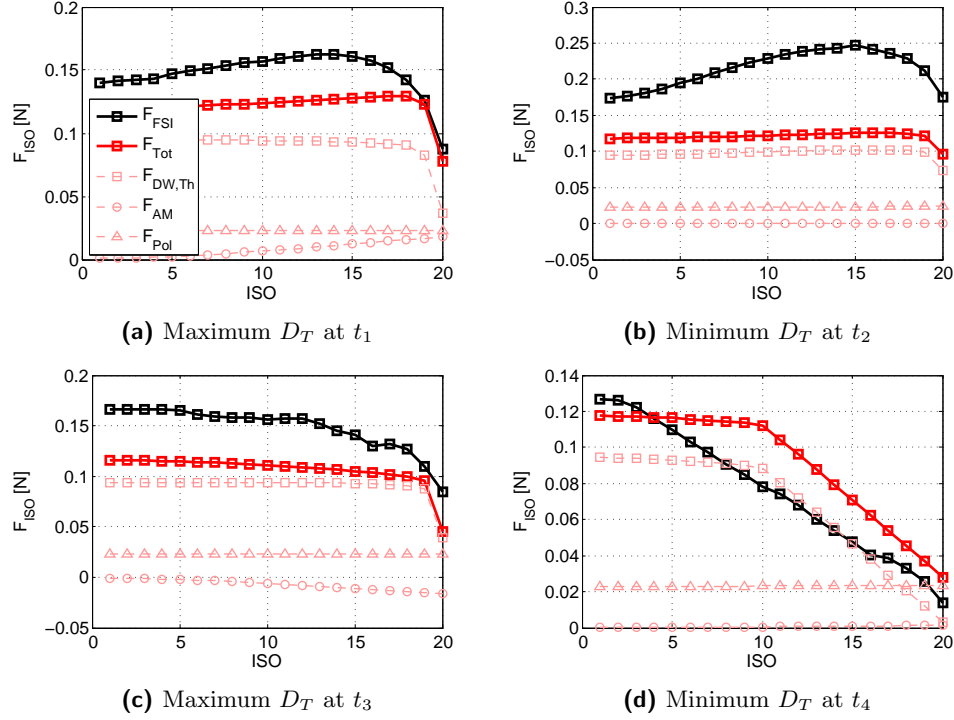 0.2
0.15
0.1
0.05
0
F_ISO [N]
F_FSI
F_Tot
F_DW,Th
F_AM
F_Pol
0 5 10 15 20
ISO
(a) Maximum D_T at t_1
0.3
0.25
0.2
0.15
0.1
0.05
0
−0.05
F_ISO [N]
0 5 10 15 20
ISO
(b) Minimum D_T at t_2
0.2
0.15
0.1
0.05
0
−0.05
F_ISO [N]
0 5 10 15 20
ISO
(c) Maximum D_T at t_3
0.14
0.12
0.1
0.08
0.06
0.04
0.02
0
F_ISO [N]
0 5 10 15 20
ISO
(d) Minimum D_T at t_4